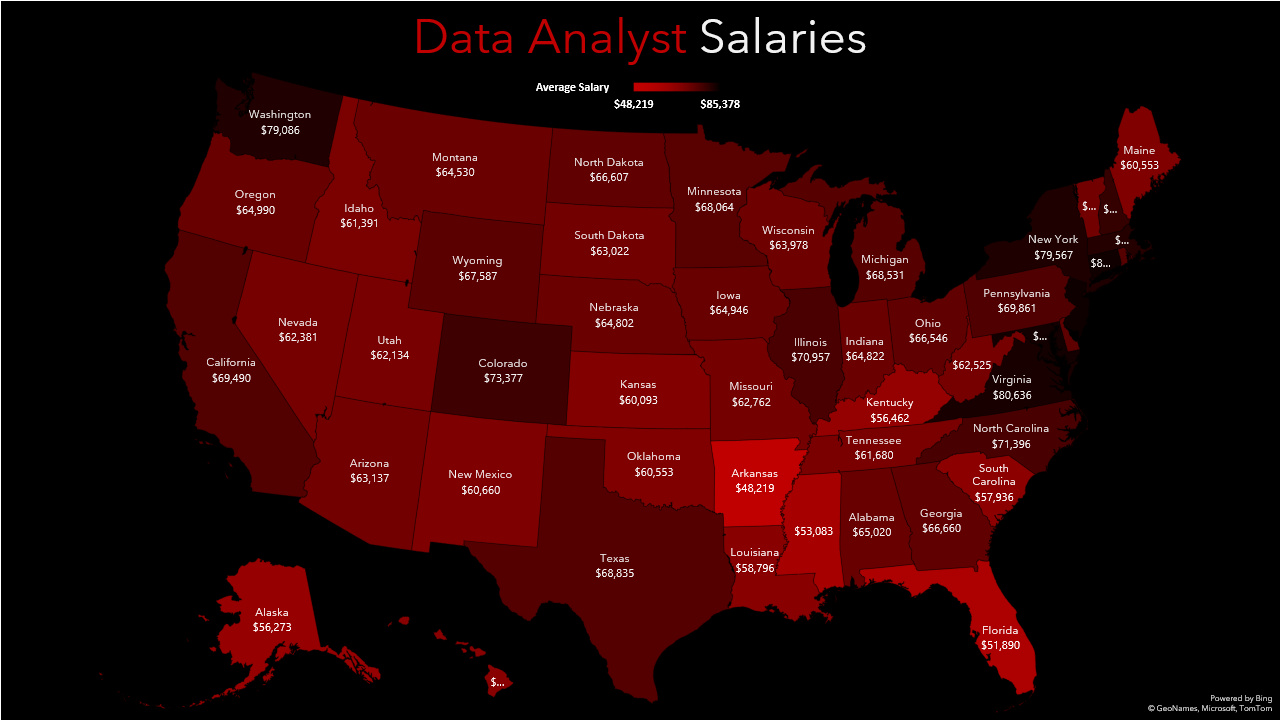 Data Analyst Salaries
Average Salary
$48,219
$85,378
Washington
$79,086
Oregon
$64,990
Idaho
$61,391
Montana
$64,530
North Dakota
$66,607
Minnesota
$68,064
Maine
$60,553
$...
$...
$...
$8...
New York
$79,567
South Dakota
$63,022
Wisconsin
$63,978
Michigan
$68,531
Wyoming
$67,587
Iowa
$64,946
Pennsylvania
$69,861
Nevada
$62,381
Utah
$62,134
Nebraska
$64,802
Illinois
$70,957
Indiana
$64,822
Ohio
$66,546
$...
California
$69,490
Colorado
$73,377
Kansas
$60,093
Missouri
$62,762
$62,525
Virginia
$80,636
Kentucky
$56,462
North Carolina
$71,396
Tennessee
$61,680
Arizona
$63,137
New Mexico
$60,660
Oklahoma
$60,553
Arkansas
$48,219
South
Carolina
$57,936
$53,083
Alabama
$65,020
Georgia
$66,660
Texas
$68,835
Louisiana
$58,796
Alaska
$56,273
$...
Florida
$51,890
Powered by Bing
© GeoNames, Microsoft, TomTom